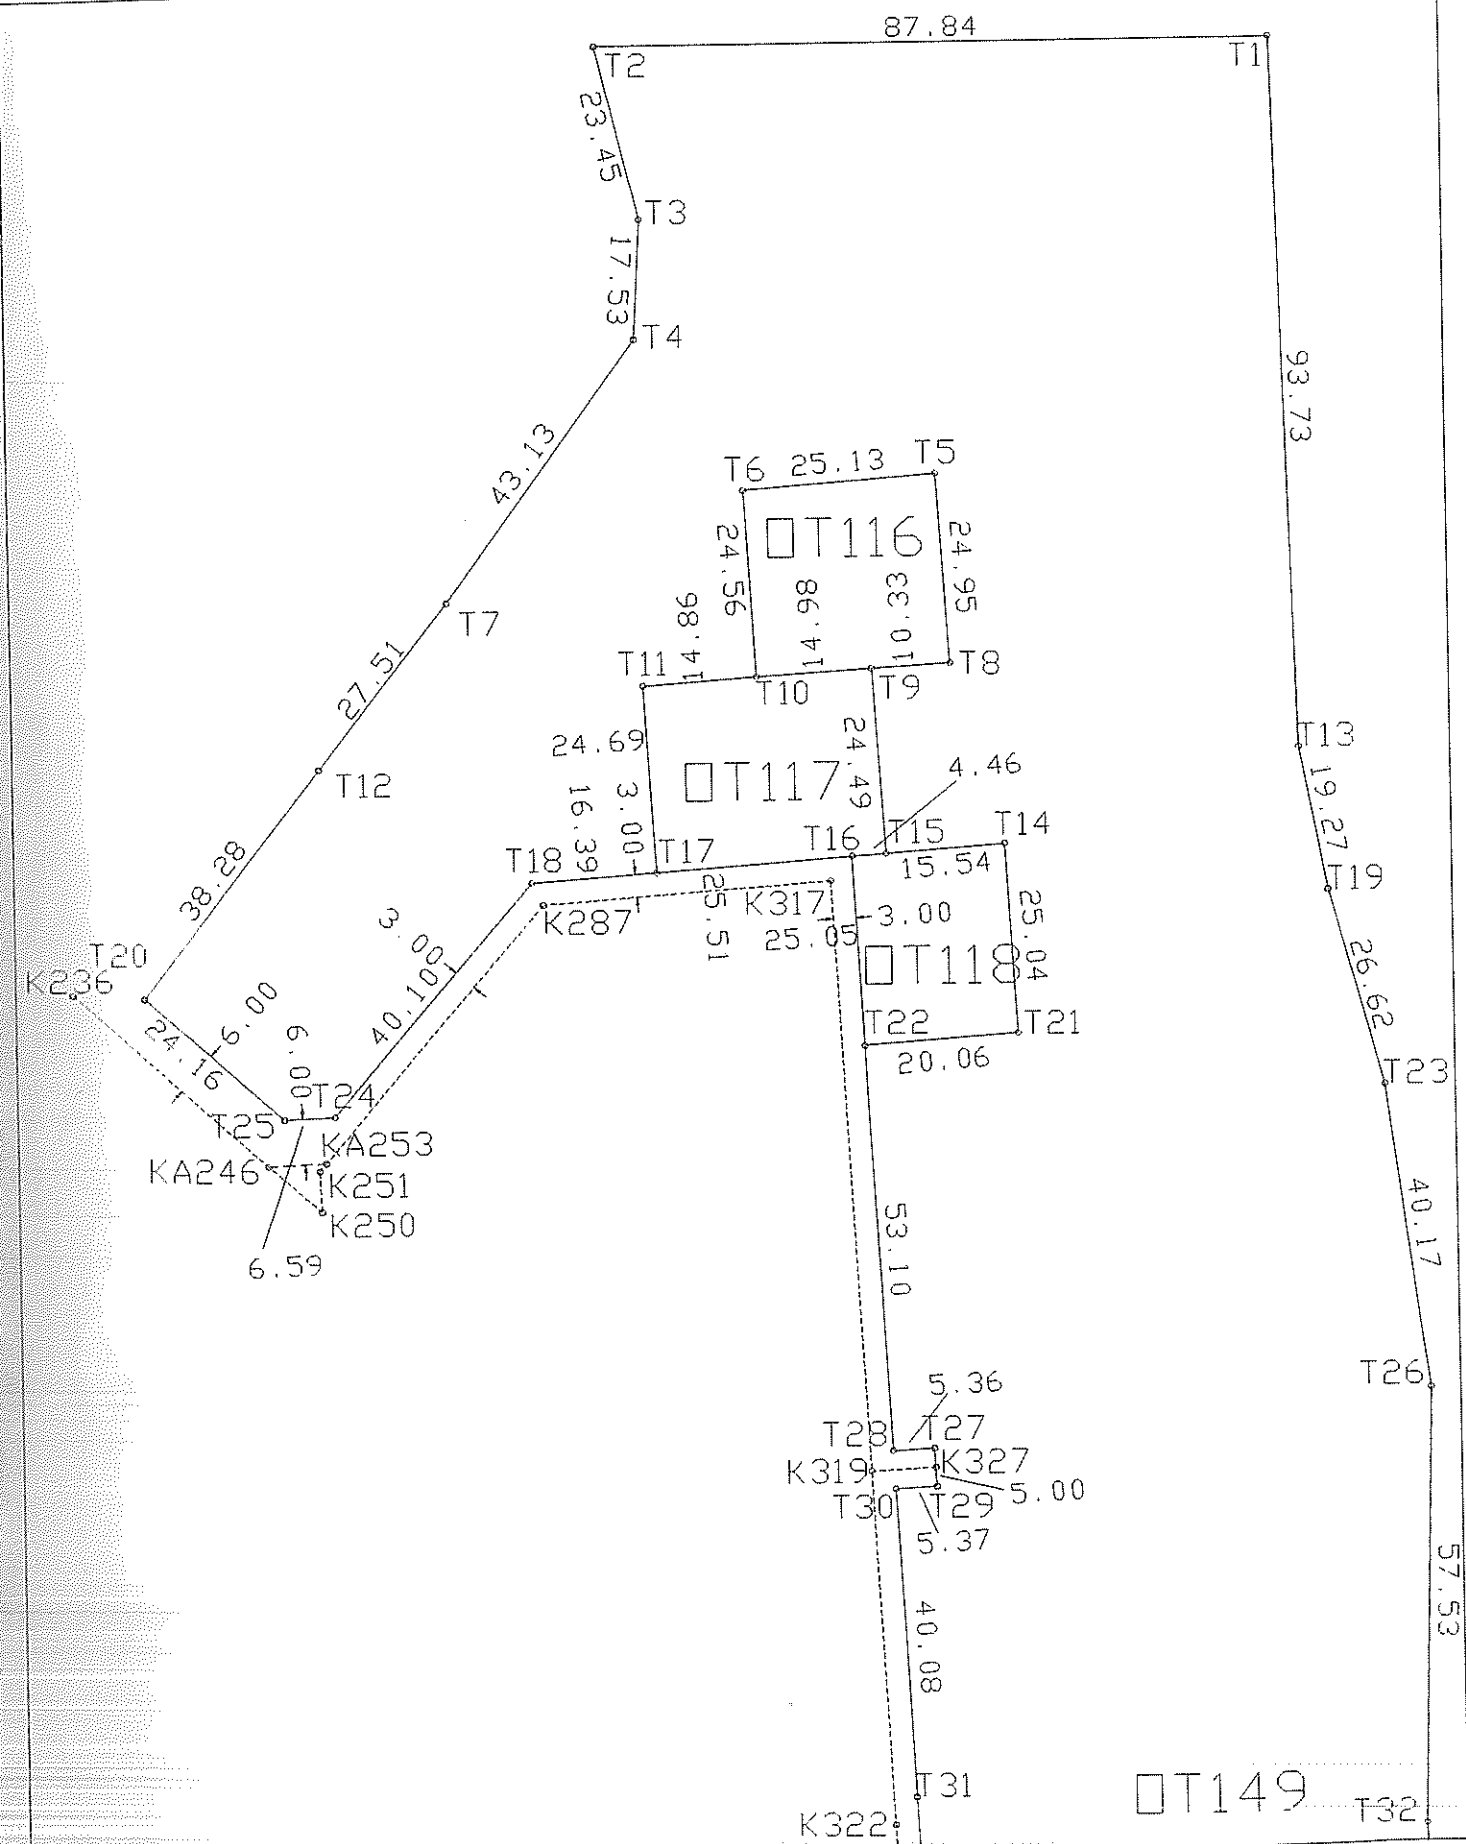 87.84
T2
T1
23.45
T3
17.53
T4
93.73
43.13
T5
T6
25.13
□T116
24.56
24.95
14.98
14.98
10.33
T7
T8
T11
T10
T9
27.51
T13
24.69
24.49
4.46
19.27
T12
□T117
3.00
16.39
T14
T15
T16
T17
T18
15.54
T19
38.28
K317
K287
25.51
25.05
3.00
3.00
25.04
□T118
26.62
T20
K236
40.10
6.00
24.16
6.00
T22
T21
20.06
T23
T24
T25
KA253
KA246
K251
K250
6.59
53.10
40.17
T26
5.36
T28
T27
K319
K327
T30
T29
5.00
5.37
57.53
40.08
T31
□T149
T32
K322